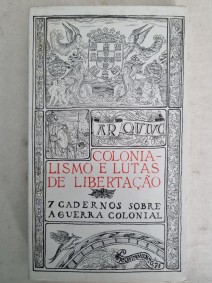 ARQUIVO
COLONIA-
LISMO E LUTAS
DE LIBERTAÇÃO
7 CADERNOS SOBRE
A GUERRA COLONIAL